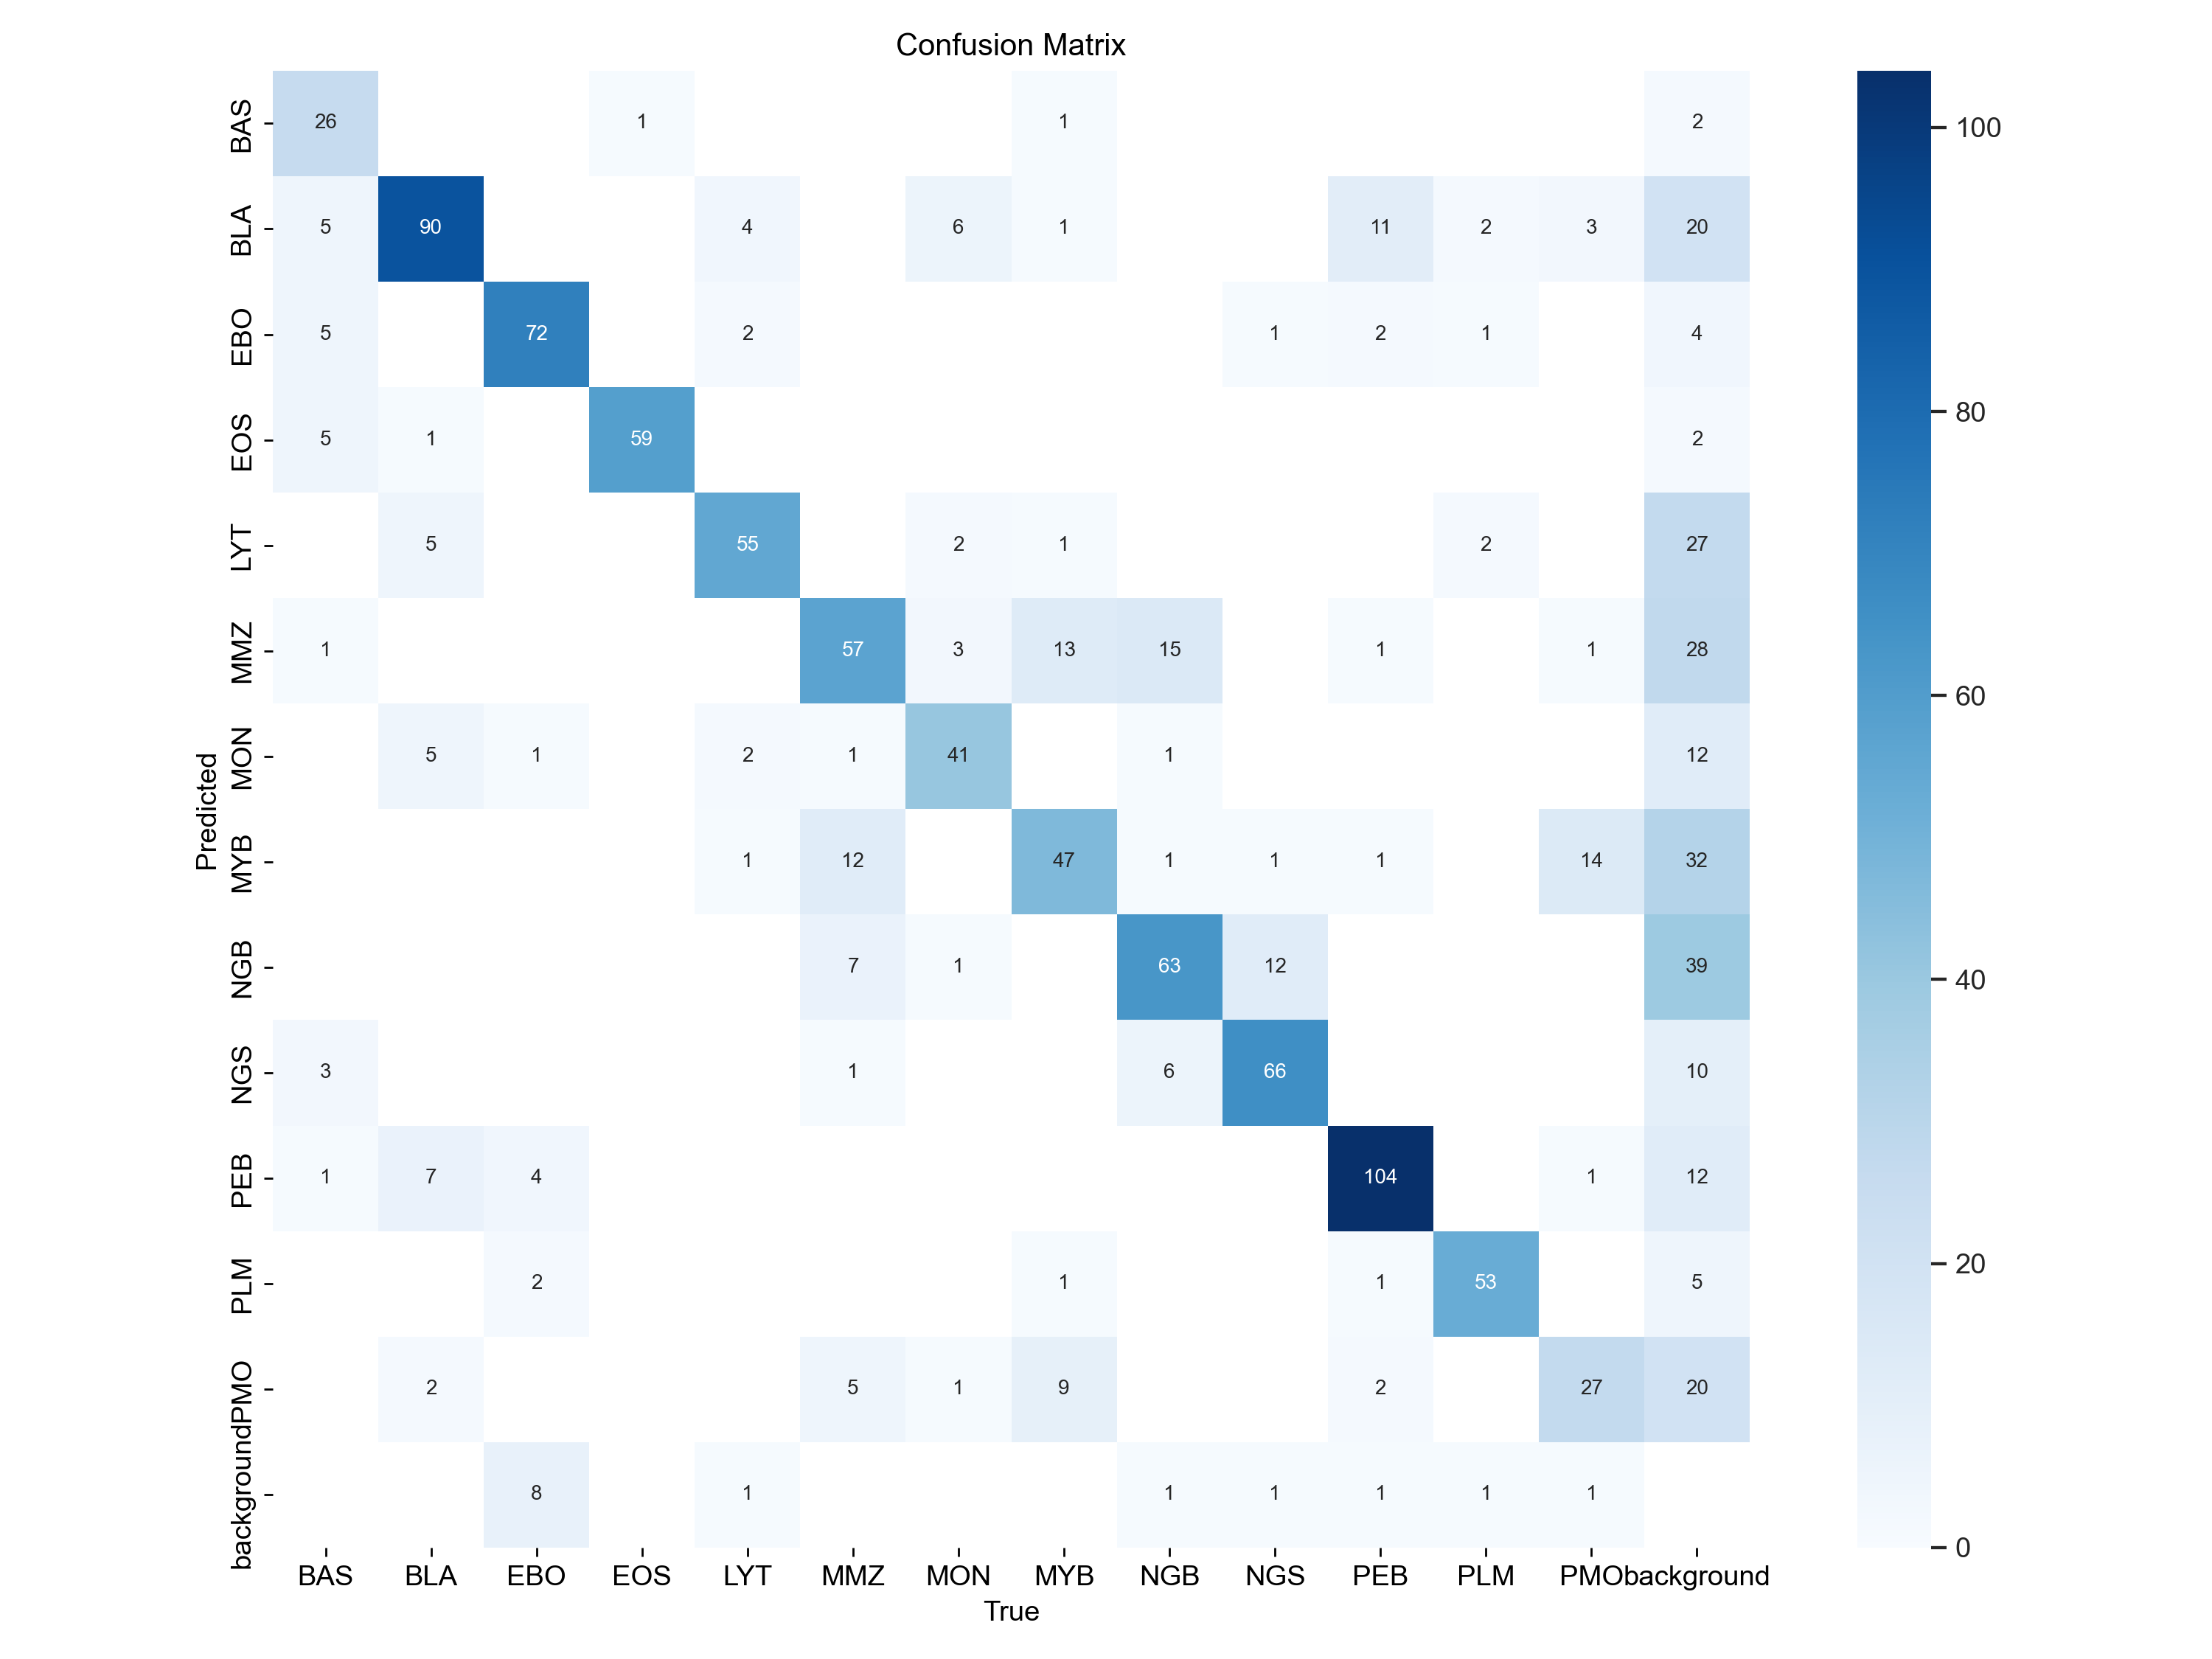 Confusion Matrix
BAS 26 1 1 2
BLA 5 90 4 6 1 11 2 3 20
EBO 5 72 2 1 2 1 4
EOS 5 1 59 2
LYT 5 55 2 1 2 27
MMZ 1 57 3 13 15 1 1 28
MON 5 1 2 1 41 1 12
MYB 1 12 47 1 1 1 14 32
NGB 7 1 63 12 39
NGS 3 1 6 66 10
PEB 1 7 4 104 1 12
PLM 2 1 1 53 5
PMO 2 5 1 9 2 27 20
background 8 1 1 1 1 1 1
BAS BLA EBO EOS LYT MMZ MON MYB NGB NGS PEB PLM PMO background
True
Predicted
100
80
60
40
20
0